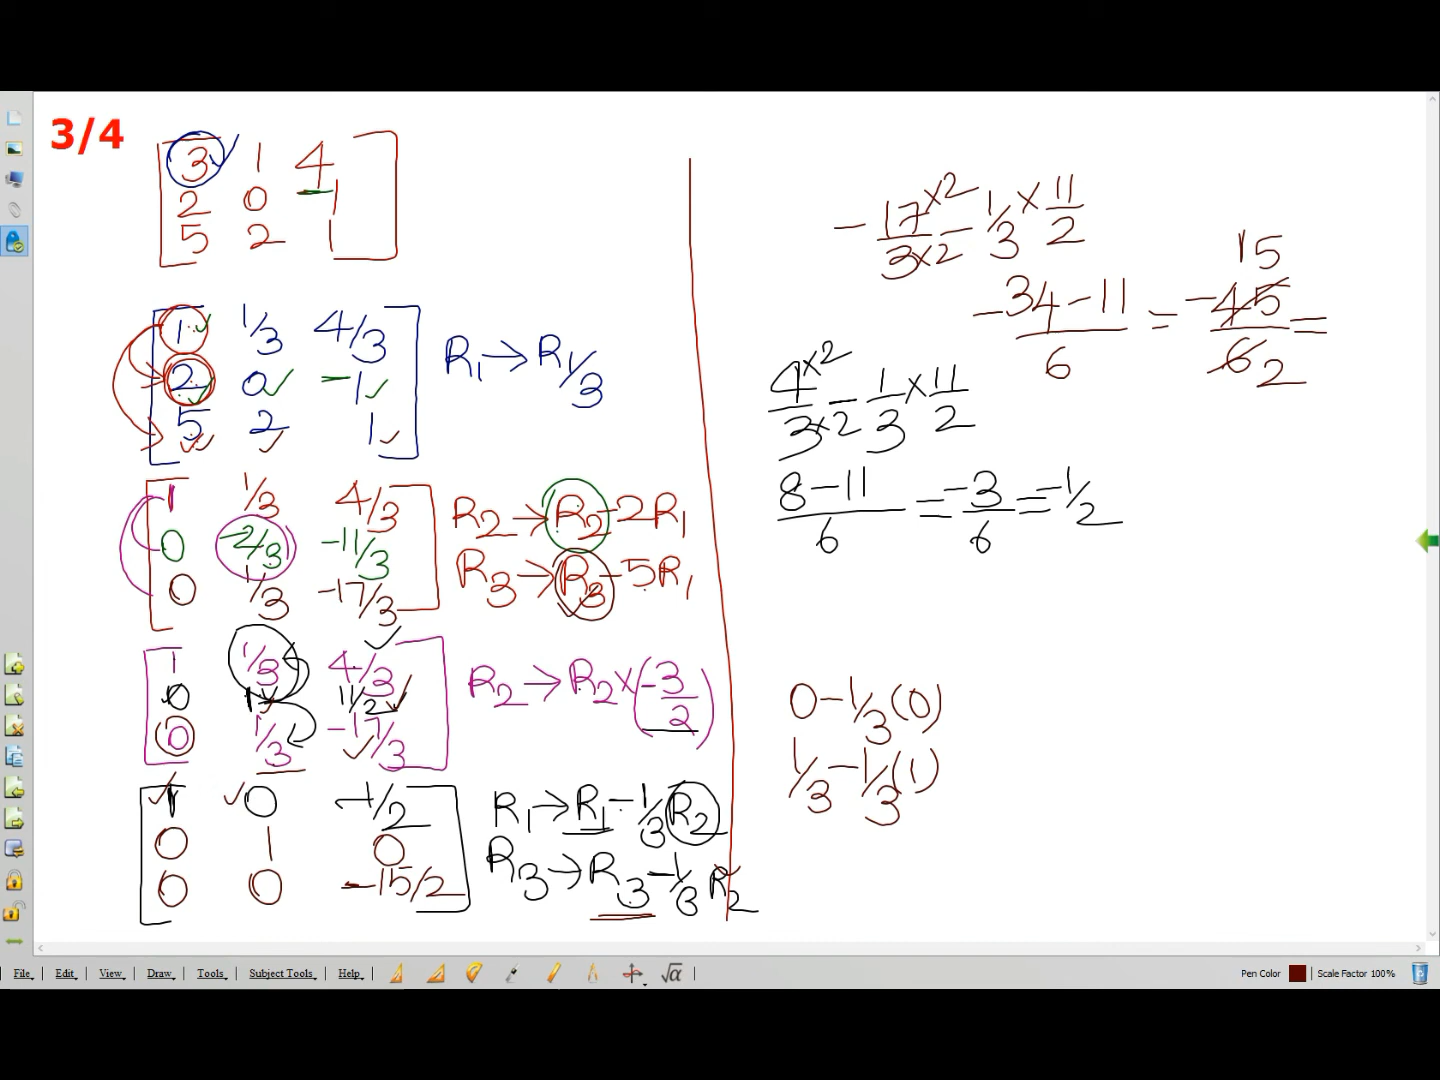 3/4
3 1 4
2 0 -1
5 2 1
1 1/3 4/3
2 0 -1
5 2 1
R1 → R1/3
1 1/3 4/3
0 -2/3 -11/3
0 1/3 -17/3
R2 → R2 - 2R1
R3 → R3 - 5R1
1 1/3 4/3
0 1 11/2
0 1/3 -17/3
R2 → R2 × (-3/2)
1 0 -1/2
0 1 0
0 0 -15/2
R1 → R1 - 1/3 R2
R3 → R3 - 1/3 R2
- 17×2/3×2 - 1/3 × 11/2
-34-11/6 = -45/6 = 15 2
4×2/3×2 - 1/3 × 11/2
8-11/6 = -3/6 = -1/2
0 - 1/3 (0)
1/3 - 1/3 (1)
File Edit View Draw Tools Subject Tools Help √α Pen Color Scale Factor 100%